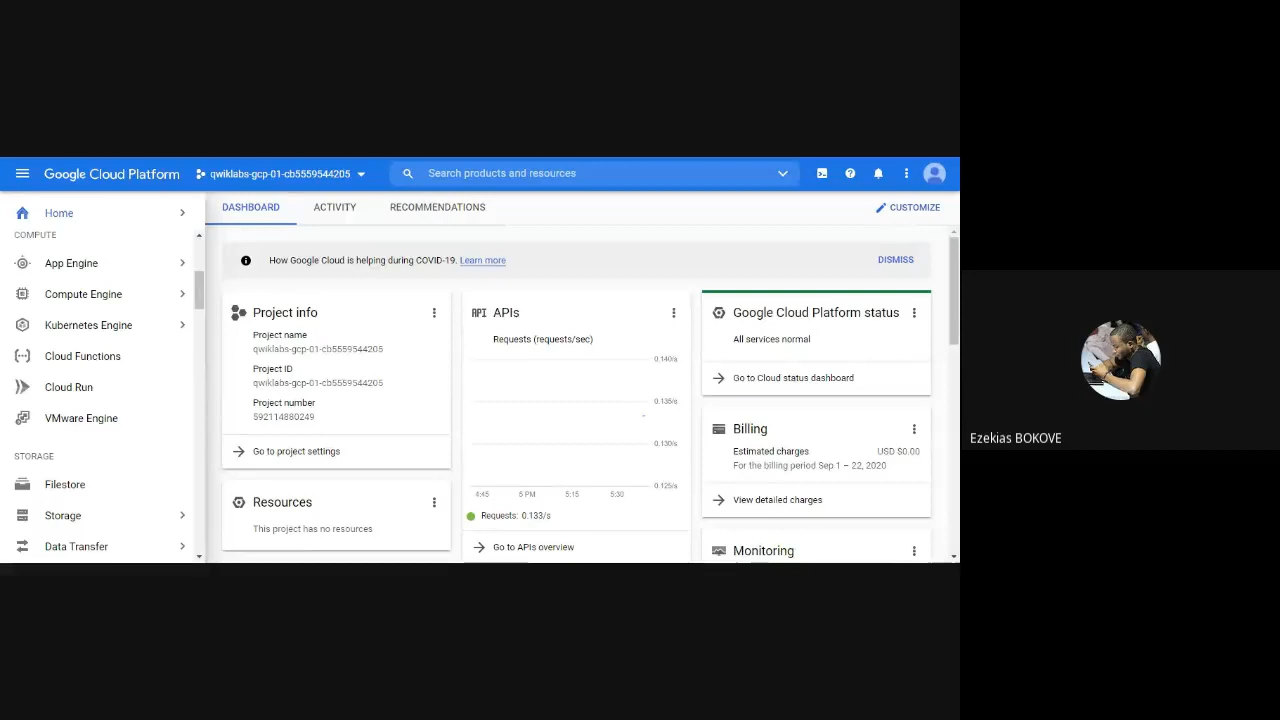 Google Cloud Platform
qwiklabs-gcp-01-cb5559544205
Search products and resources
Home
COMPUTE
App Engine
Compute Engine
Kubernetes Engine
Cloud Functions
Cloud Run
VMware Engine
STORAGE
Filestore
Storage
Data Transfer
DASHBOARD
ACTIVITY
RECOMMENDATIONS
CUSTOMIZE
How Google Cloud is helping during COVID-19. Learn more
DISMISS
Project info
Project name
qwiklabs-gcp-01-cb5559544205
Project ID
qwiklabs-gcp-01-cb5559544205
Project number
592114880249
Go to project settings
Resources
This project has no resources
API APIs
Requests (requests/sec)
0.140/s
0.135/s
0.130/s
0.125/s
4:45 5 PM 5:15 5:30
Requests: 0.133/s
Go to APIs overview
Google Cloud Platform status
All services normal
Go to Cloud status dashboard
Billing
Estimated charges USD $0.00
For the billing period Sep 1 – 22, 2020
View detailed charges
Monitoring
Ezekias BOKOVE